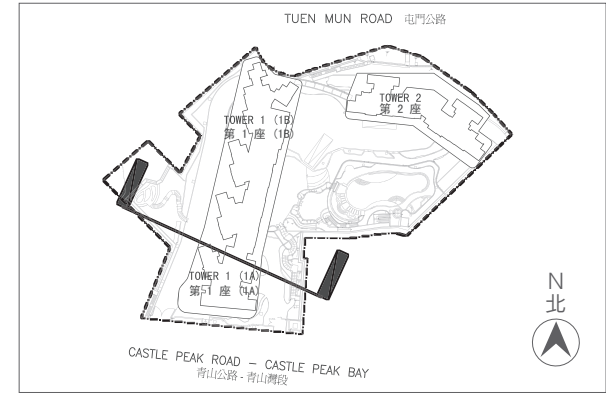 TUEN MUN ROAD 屯門公路
TOWER 2
第 2 座
TOWER 1 (1B)
第 1 座 (1B)
TOWER 1 (1A)
第 1 座 (1A)
N
北
CASTLE PEAK ROAD - CASTLE PEAK BAY
青山公路 - 青山灣段